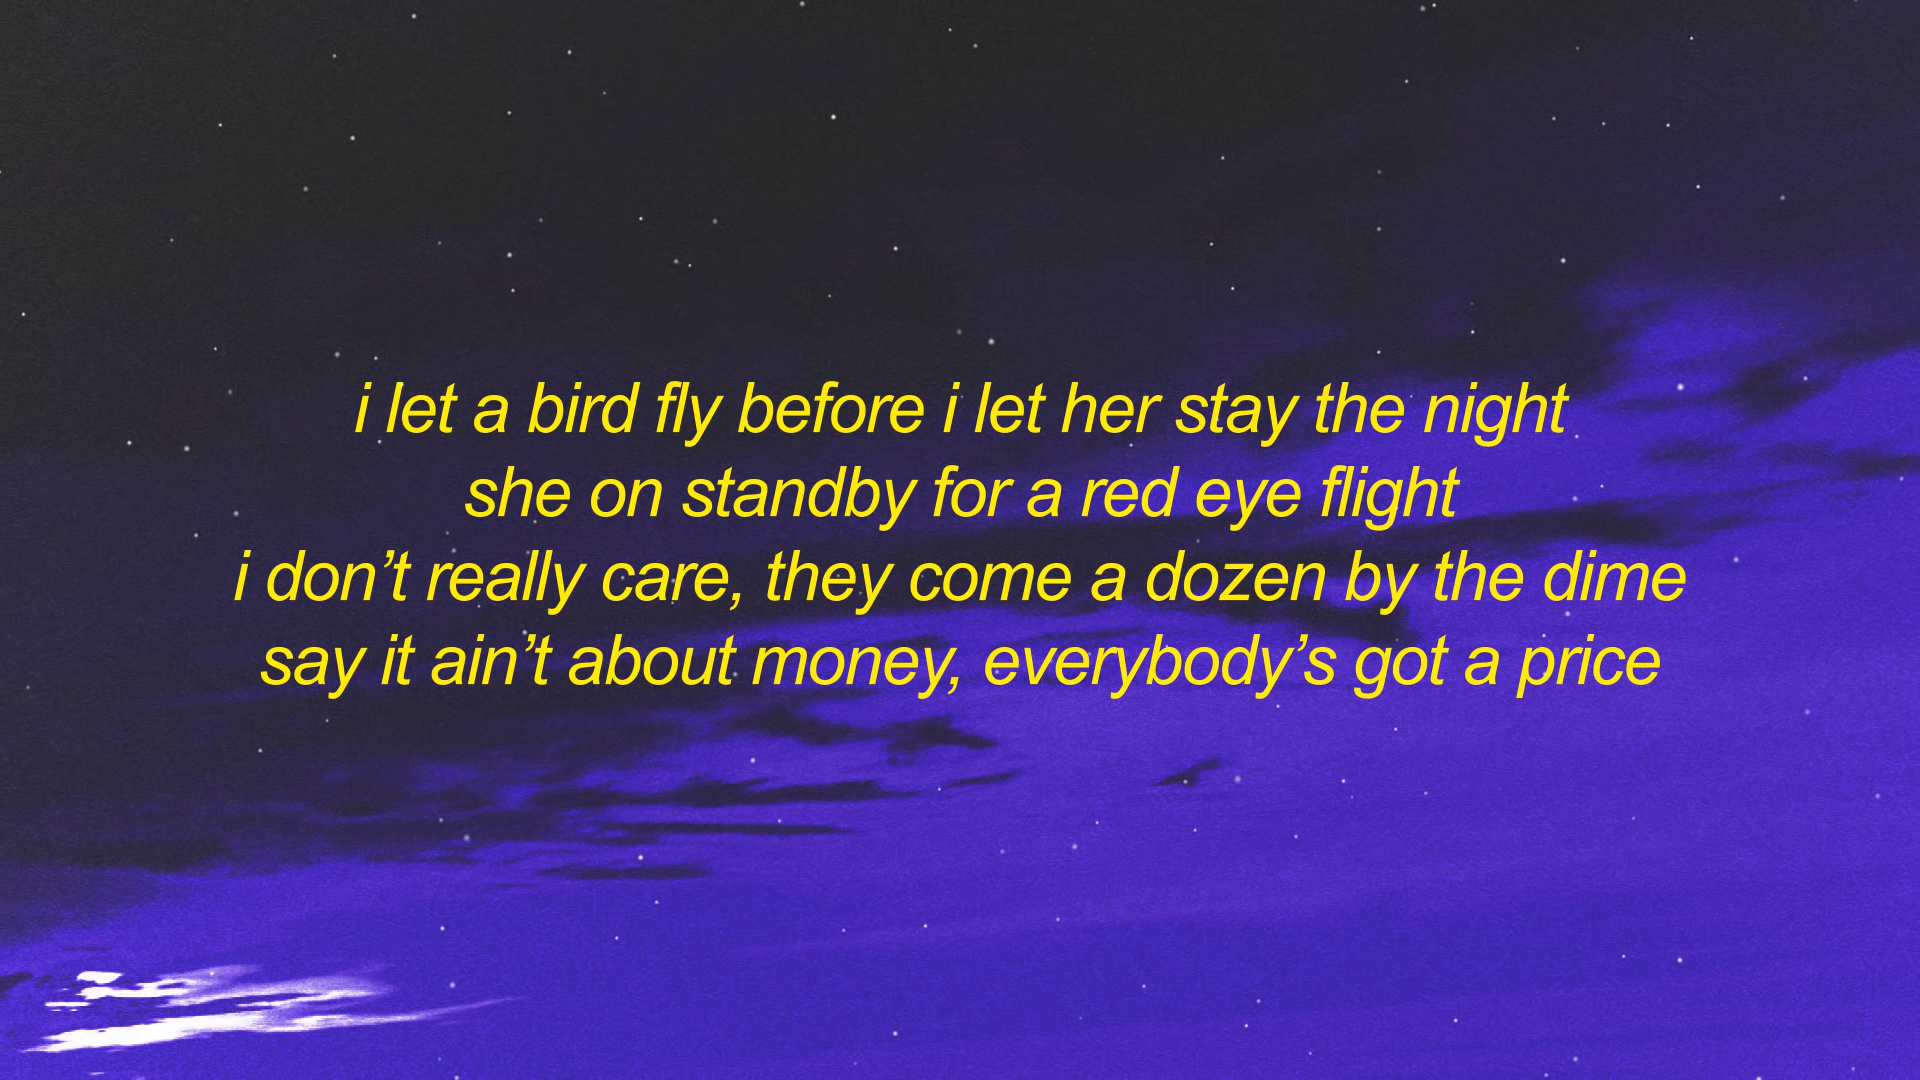 i let a bird fly before i let her stay the night
she on standby for a red eye flight
i don’t really care, they come a dozen by the dime
say it ain’t about money, everybody’s got a price